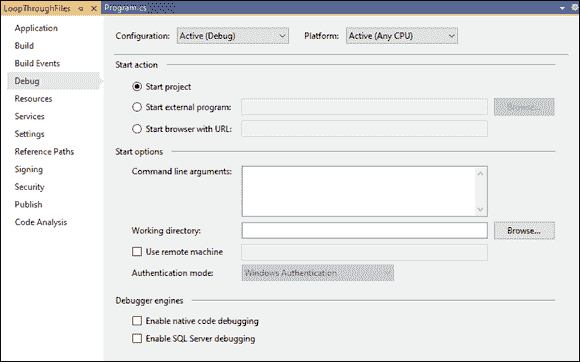 LoopThroughFiles
Program.cs
Application
Build
Build Events
Debug
Resources
Services
Settings
Reference Paths
Signing
Security
Publish
Code Analysis
Configuration: Active (Debug) Platform: Active (Any CPU)
Start action
Start project
Start external program: Browse...
Start browser with URL:
Start options
Command line arguments:
Working directory: Browse...
Use remote machine
Authentication mode: Windows Authentication
Debugger engines
Enable native code debugging
Enable SQL Server debugging